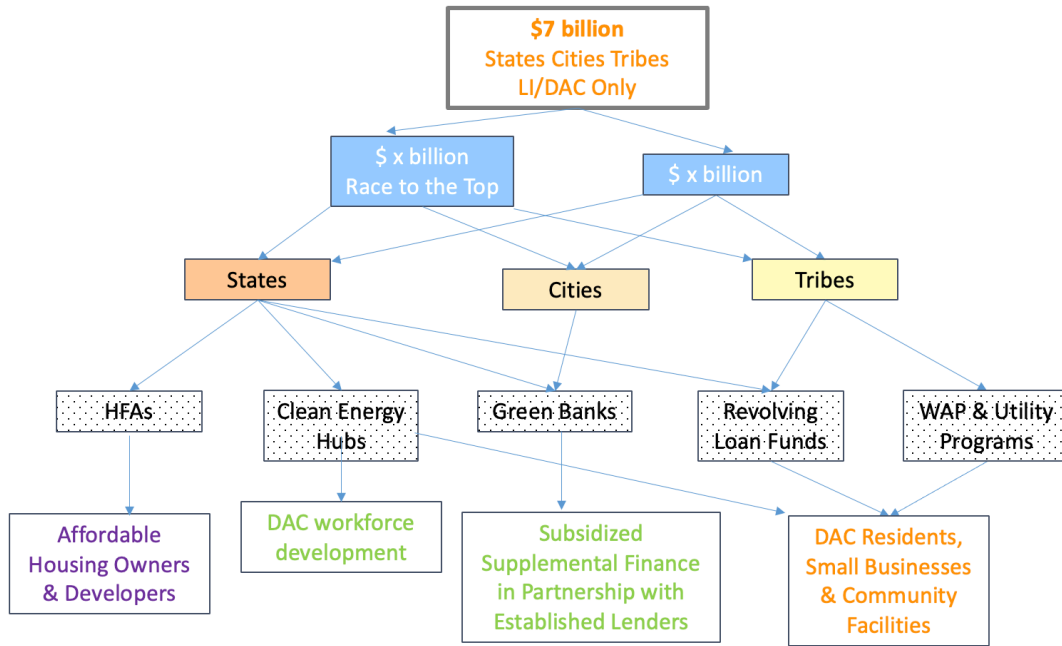 $7 billion
States Cities Tribes
LI/DAC Only
$ x billion
Race to the Top
$ x billion
States
Cities
Tribes
HFAs
Clean Energy
Hubs
Green Banks
Revolving
Loan Funds
WAP & Utility
Programs
Affordable
Housing Owners
& Developers
DAC workforce
development
Subsidized
Supplemental Finance
in Partnership with
Established Lenders
DAC Residents,
Small Businesses
& Community
Facilities